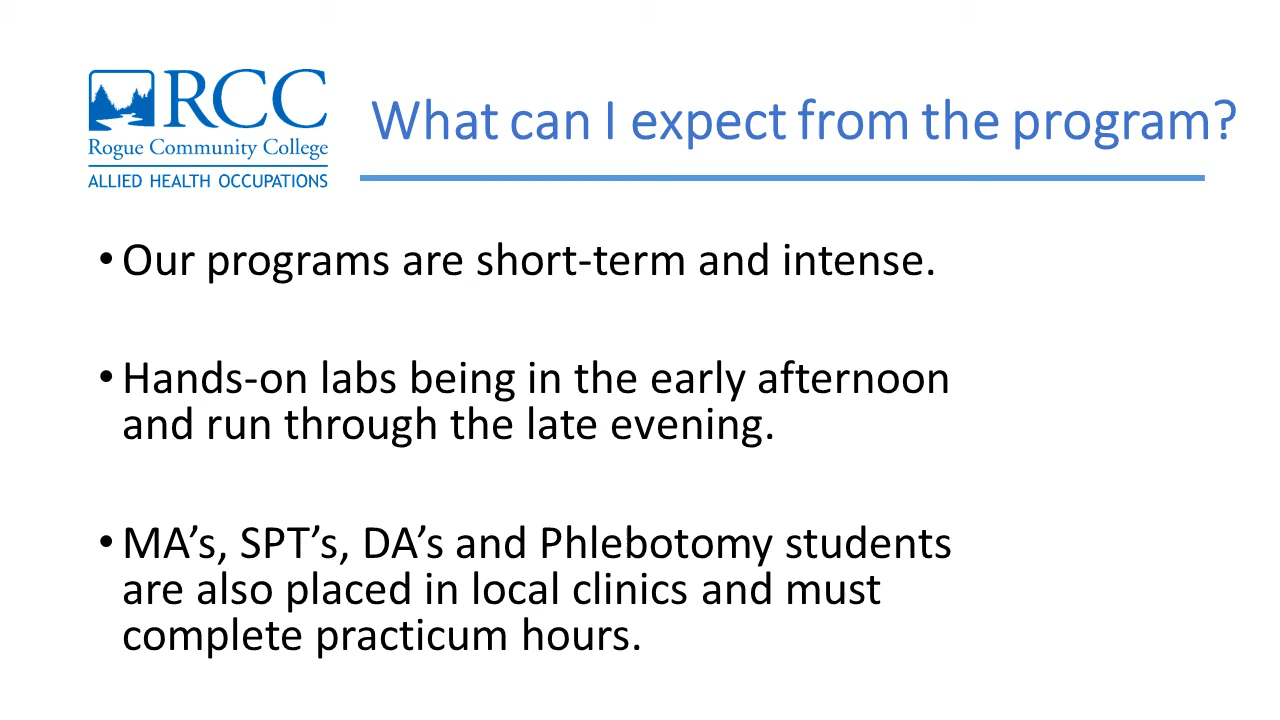 RCC
Rogue Community College
ALLIED HEALTH OCCUPATIONS
What can I expect from the program?
• Our programs are short-term and intense.
• Hands-on labs being in the early afternoon
and run through the late evening.
• MA’s, SPT’s, DA’s and Phlebotomy students
are also placed in local clinics and must
complete practicum hours.